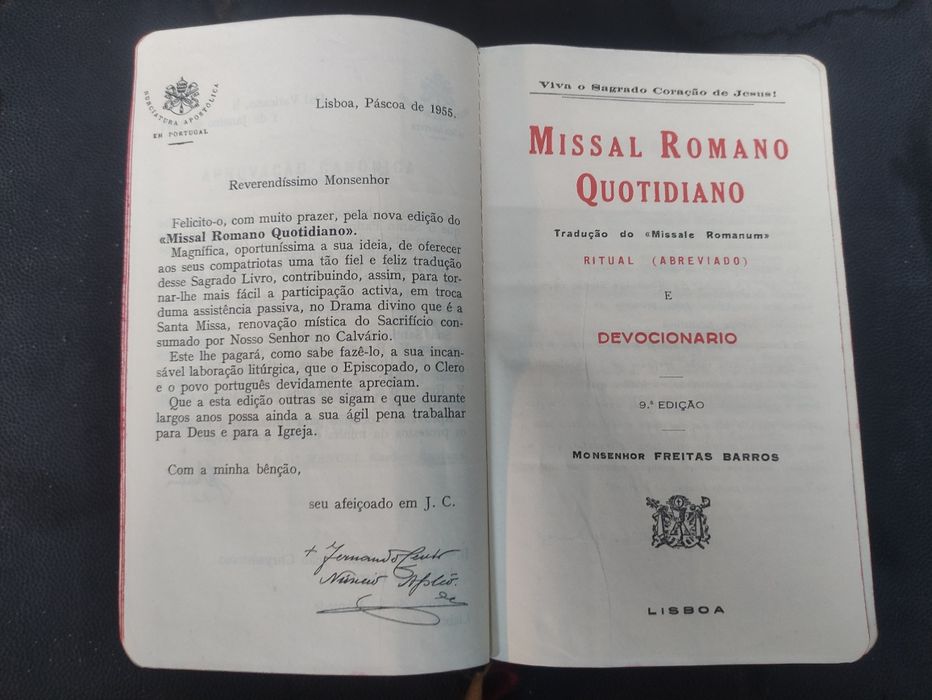 NUNCIATURA APOSTÓLICA
EM PORTUGAL
Lisboa, Páscoa de 1955.
Reverendíssimo Monsenhor
Felicito-o, com muito prazer, pela nova edição do
«Missal Romano Quotidiano».
Magnífica, oportuníssima a sua ideia, de oferecer
aos seus compatriotas uma tão fiel e feliz tradução
desse Sagrado Livro, contribuindo, assim, para tor-
nar-lhe mais fácil a participação activa, em troca
duma assistência passiva, no Drama divino que é a
Santa Missa, renovação mística do Sacrifício con-
sumado por Nosso Senhor no Calvário.
Este lhe pagará, como sabe fazê-lo, a sua incan-
sável laboração litúrgica, que o Episcopado, o Clero
e o povo português devidamente apreciam.
Que a esta edição outras se sigam e que durante
largos anos possa ainda a sua ágil pena trabalhar
para Deus e para a Igreja.
Com a minha bênção,
seu afeiçoado em J. C.
+ Fernando Cento
Núncio Aplico.
Viva o Sagrado Coração de Jesus!
MISSAL ROMANO
QUOTIDIANO
Tradução do «Missale Romanum»
RITUAL (ABREVIADO)
E
DEVOCIONARIO
9.ª EDIÇÃO
MONSENHOR FREITAS BARROS
LISBOA